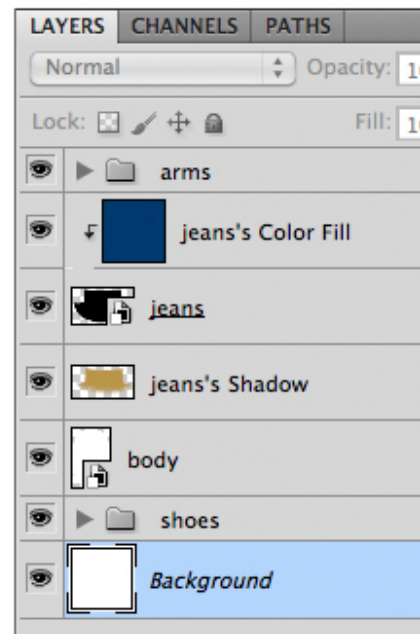 LAYERS CHANNELS PATHS
Normal Opacity:
Lock: Fill:
arms
jeans's Color Fill
jeans
jeans's Shadow
body
shoes
Background